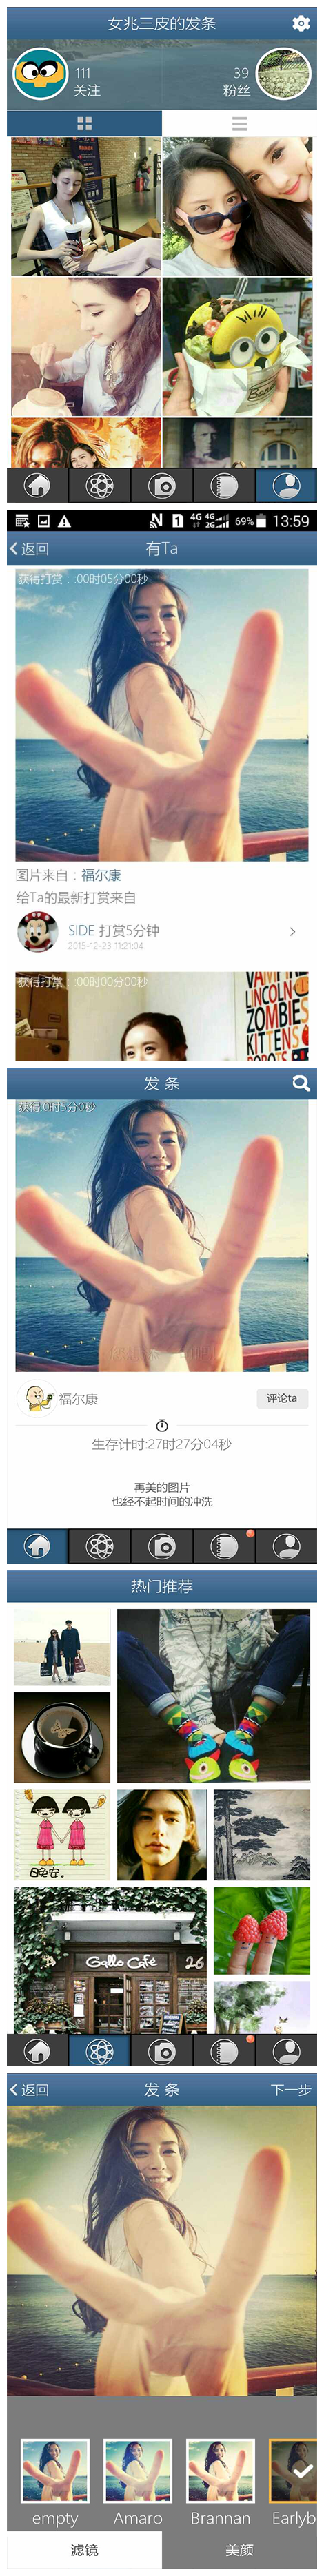 女兆三皮的发条
111
39
关注
粉丝
N 1 4G 4G 69% 13:59
返回
有Ta
获得打赏：:00时05分00秒
图片来自：福尔康
给Ta的最新打赏来自
SIDE 打赏5分钟
2015-12-23 11:21:04
获得打赏：:00时00分00秒
VAMPI
LINCOLN
ZOMBIES
KITTENS
ROBOTS
发 条
获得:0时5分0秒
福尔康
评论ta
生存计时:27时27分04秒
再美的图片
也经不起时间的冲洗
热门推荐
Gallo Cafe 26
返回
发 条
下一步
empty
Amaro
Brannan
Earlyb
滤镜
美颜